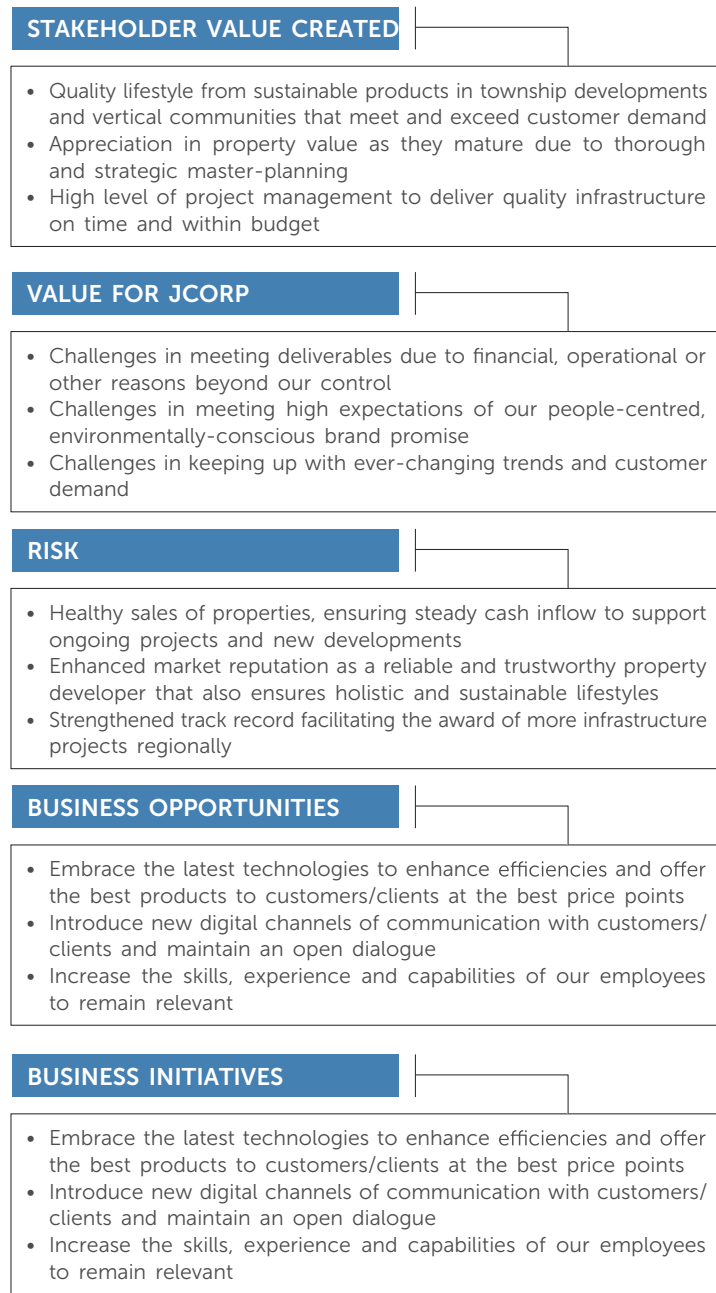 STAKEHOLDER VALUE CREATED
• Quality lifestyle from sustainable products in township developments
and vertical communities that meet and exceed customer demand
• Appreciation in property value as they mature due to thorough
and strategic master-planning
• High level of project management to deliver quality infrastructure
on time and within budget
VALUE FOR JCORP
• Challenges in meeting deliverables due to financial, operational or
other reasons beyond our control
• Challenges in meeting high expectations of our people-centred,
environmentally-conscious brand promise
• Challenges in keeping up with ever-changing trends and customer
demand
RISK
• Healthy sales of properties, ensuring steady cash inflow to support
ongoing projects and new developments
• Enhanced market reputation as a reliable and trustworthy property
developer that also ensures holistic and sustainable lifestyles
• Strengthened track record facilitating the award of more infrastructure
projects regionally
BUSINESS OPPORTUNITIES
• Embrace the latest technologies to enhance efficiencies and offer
the best products to customers/clients at the best price points
• Introduce new digital channels of communication with customers/
clients and maintain an open dialogue
• Increase the skills, experience and capabilities of our employees
to remain relevant
BUSINESS INITIATIVES
• Embrace the latest technologies to enhance efficiencies and offer
the best products to customers/clients at the best price points
• Introduce new digital channels of communication with customers/
clients and maintain an open dialogue
• Increase the skills, experience and capabilities of our employees
to remain relevant